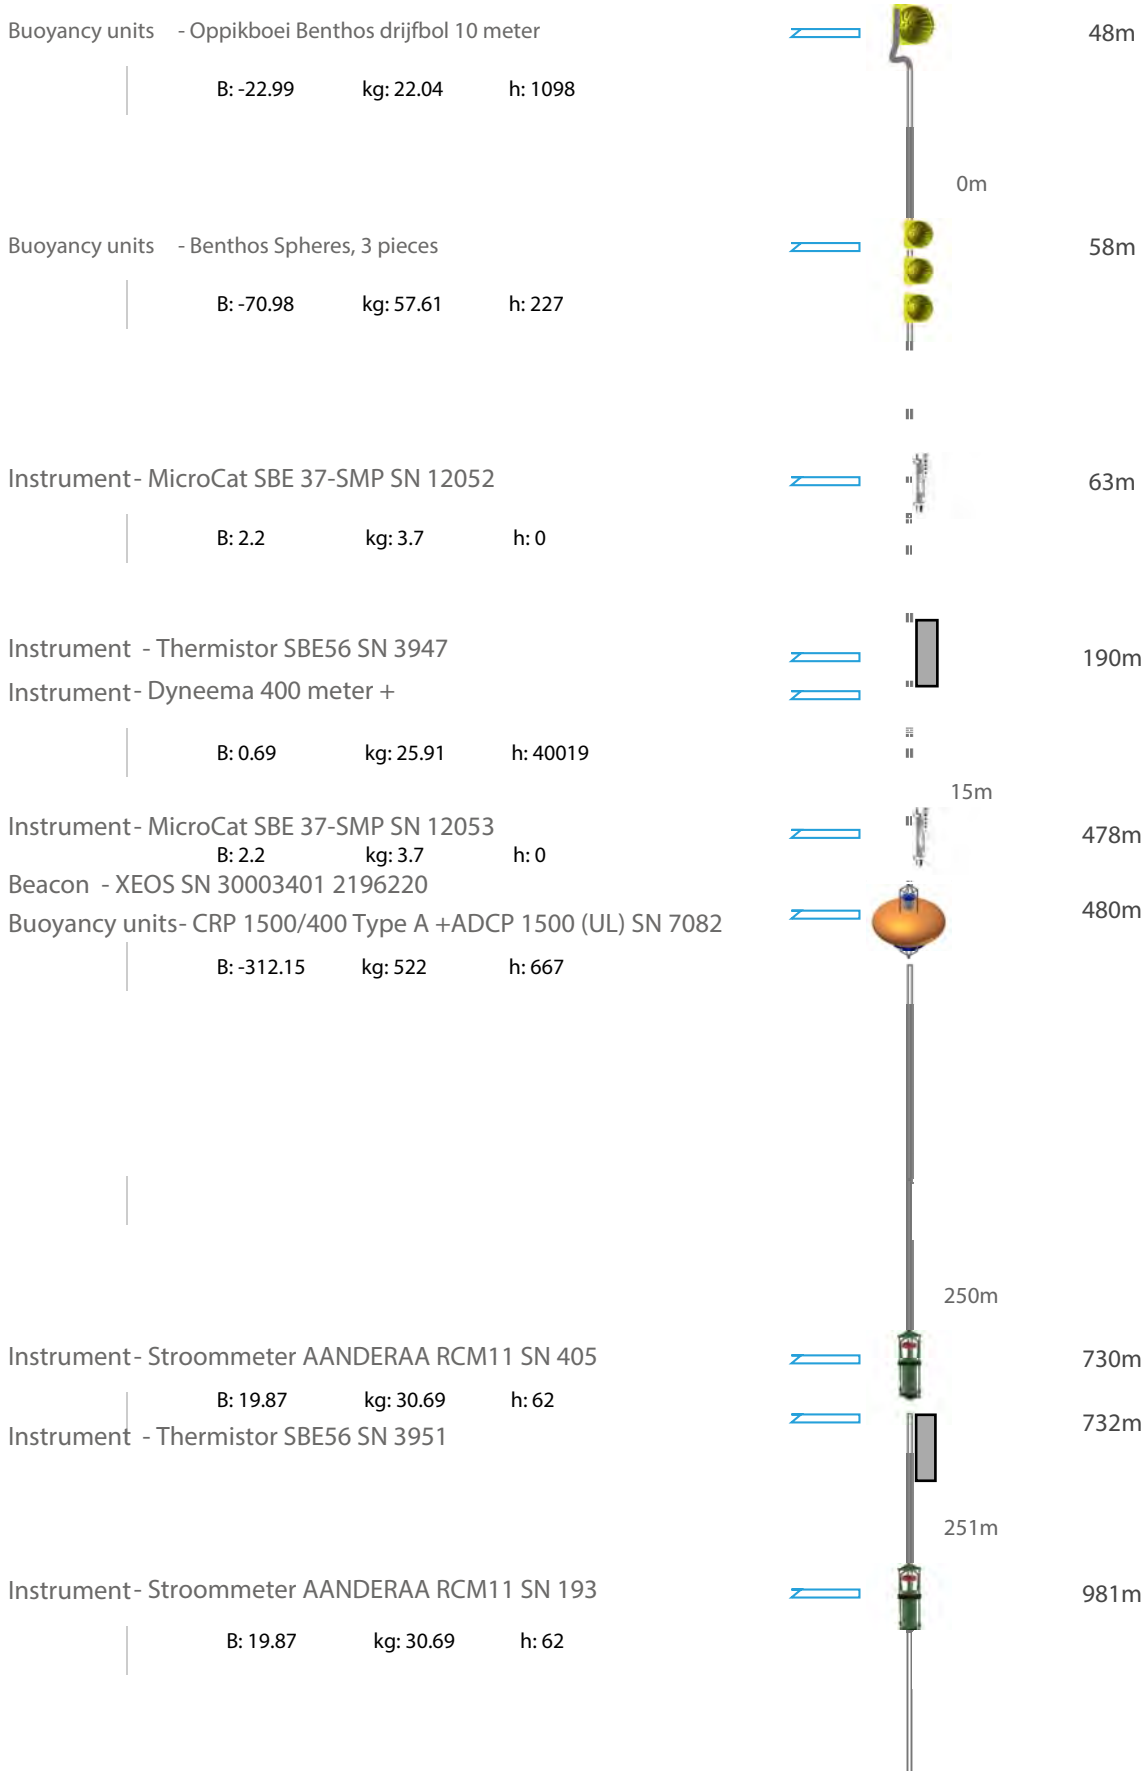 Buoyancy units - Oppikboei Benthos drijfbol 10 meter 48m
B: -22.99 kg: 22.04 h: 1098
0m
Buoyancy units - Benthos Spheres, 3 pieces 58m
B: -70.98 kg: 57.61 h: 227
Instrument - MicroCat SBE 37-SMP SN 12052 63m
B: 2.2 kg: 3.7 h: 0
Instrument - Thermistor SBE56 SN 3947 190m
Instrument - Dyneema 400 meter +
B: 0.69 kg: 25.91 h: 40019
15m
Instrument - MicroCat SBE 37-SMP SN 12053 478m
B: 2.2 kg: 3.7 h: 0
Beacon - XEOS SN 30003401 2196220
Buoyancy units - CRP 1500/400 Type A +ADCP 1500 (UL) SN 7082 480m
B: -312.15 kg: 522 h: 667
250m
Instrument - Stroommeter AANDERAA RCM11 SN 405 730m
B: 19.87 kg: 30.69 h: 62
Instrument - Thermistor SBE56 SN 3951 732m
251m
Instrument - Stroommeter AANDERAA RCM11 SN 193 981m
B: 19.87 kg: 30.69 h: 62